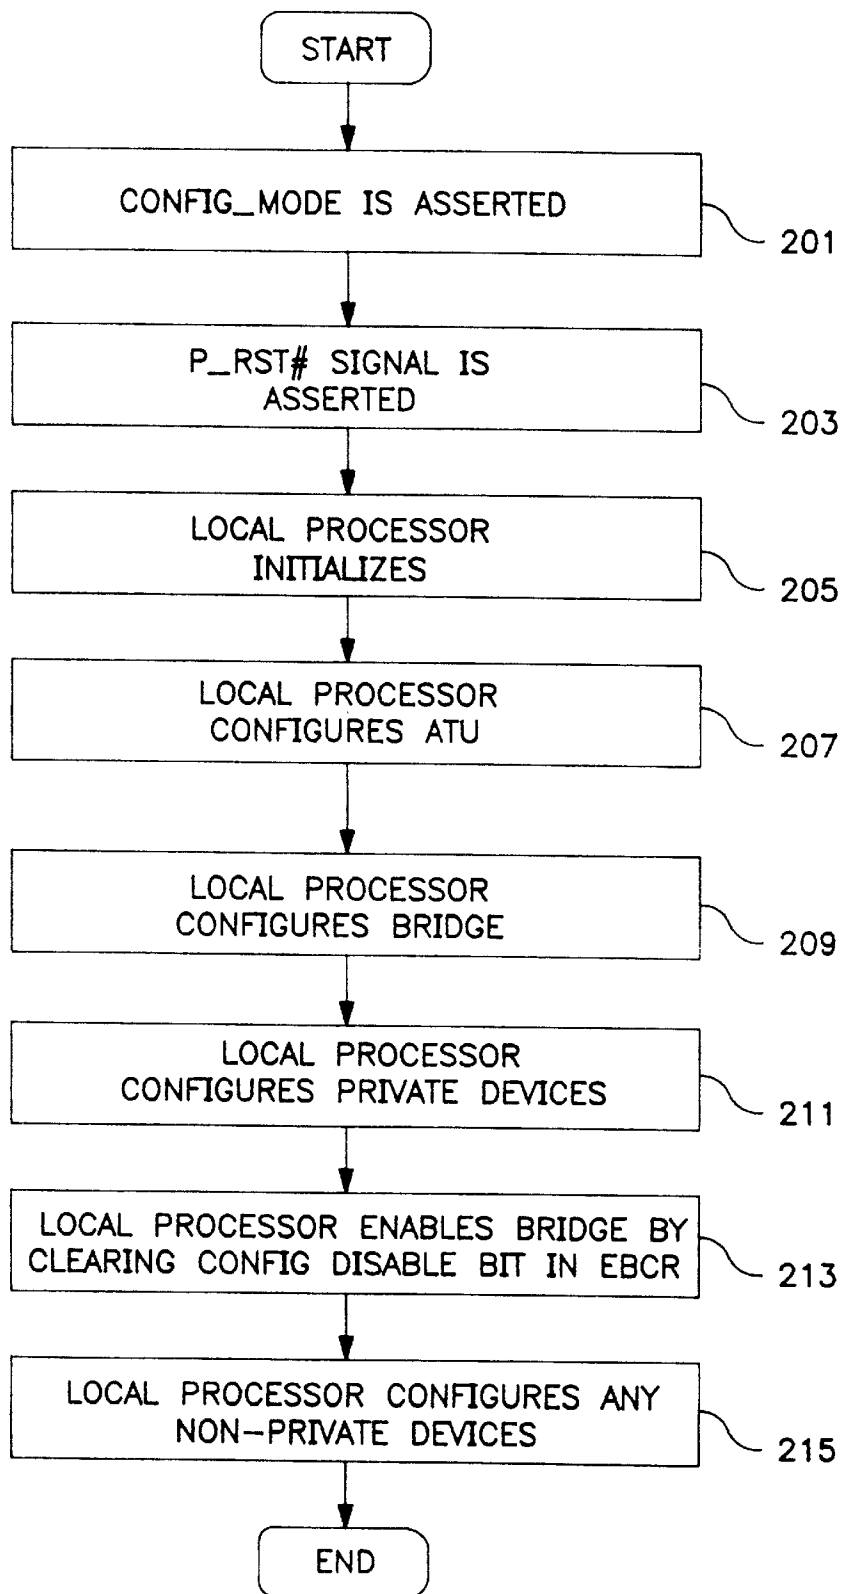 START
CONFIG_MODE IS ASSERTED
201
P_RST# SIGNAL IS
ASSERTED
203
LOCAL PROCESSOR
INITIALIZES
205
LOCAL PROCESSOR
CONFIGURES ATU
207
LOCAL PROCESSOR
CONFIGURES BRIDGE
209
LOCAL PROCESSOR
CONFIGURES PRIVATE DEVICES
211
LOCAL PROCESSOR ENABLES BRIDGE BY
CLEARING CONFIG DISABLE BIT IN EBCR
213
LOCAL PROCESSOR CONFIGURES ANY
NON-PRIVATE DEVICES
215
END